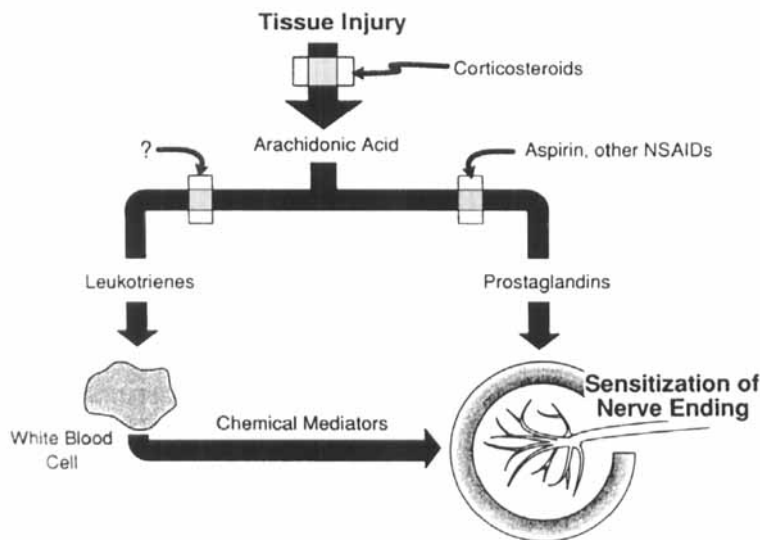 Tissue Injury
Corticosteroids
?
Arachidonic Acid
Aspirin, other NSAIDs
Leukotrienes
Prostaglandins
Sensitization of
Nerve Ending
Chemical Mediators
White Blood
Cell